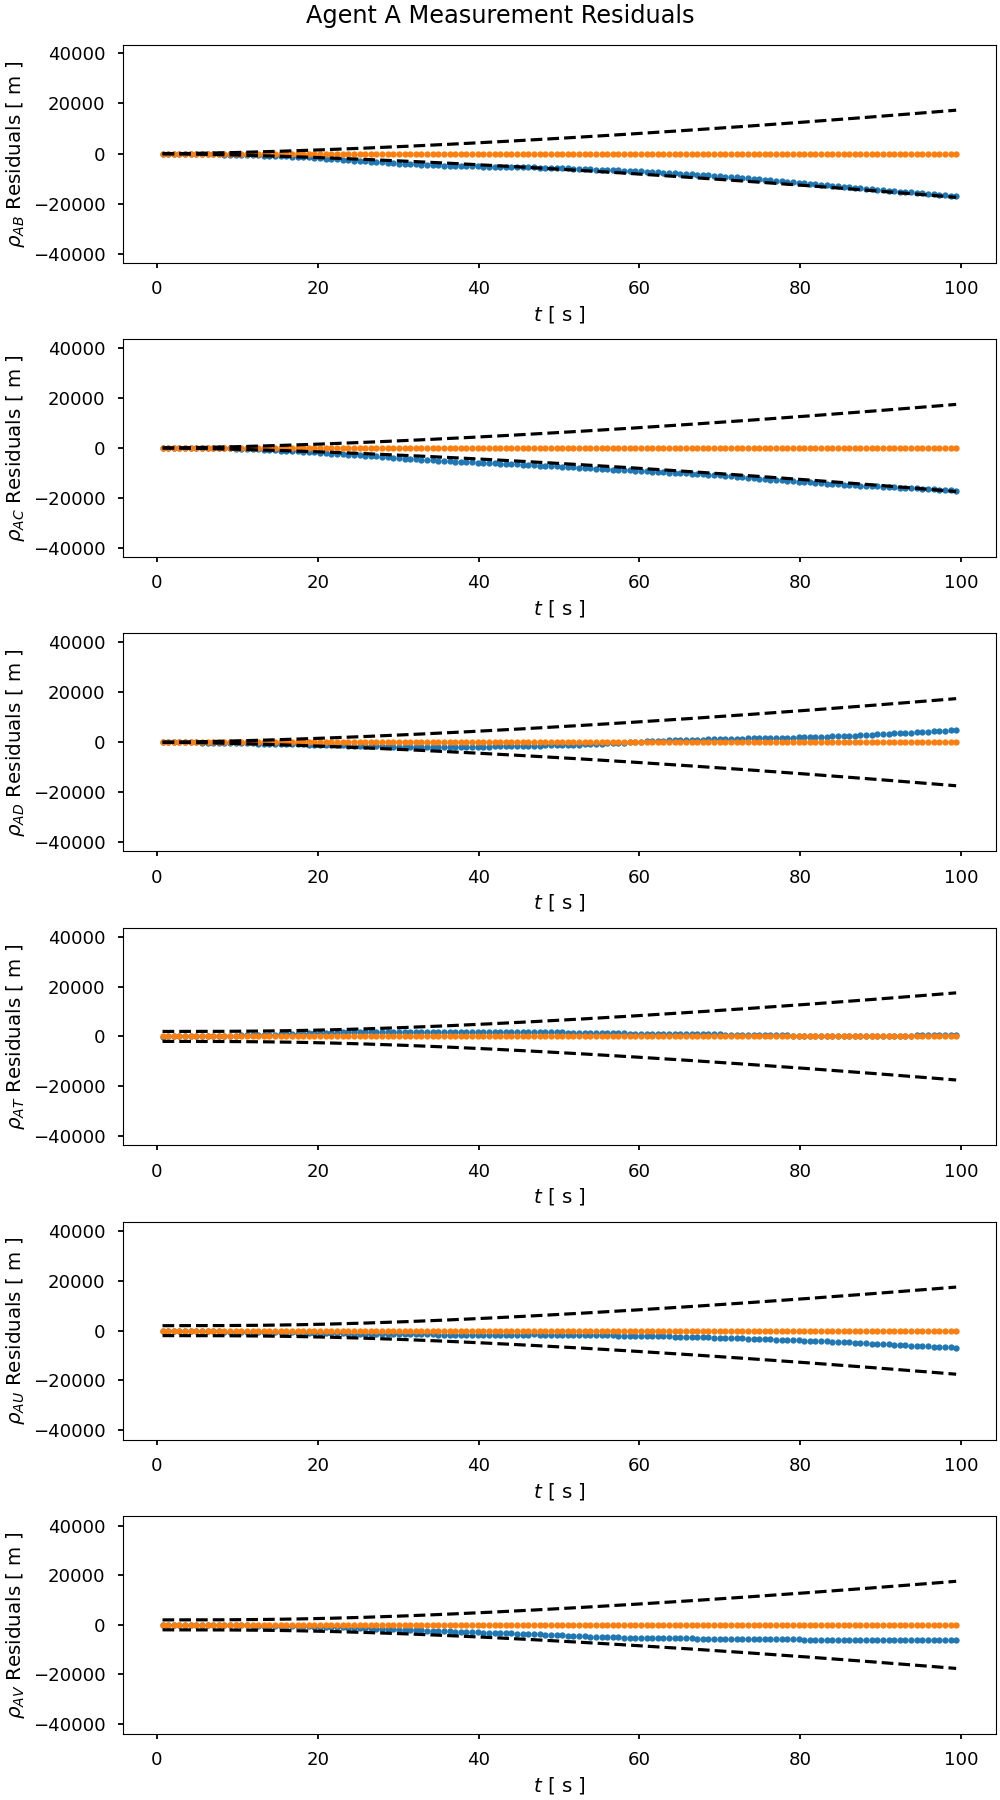 Agent A Measurement Residuals
ρAB Residuals [ m ]
40000
20000
0
−20000
−40000
0 20 40 60 80 100
t [ s ]
ρAC Residuals [ m ]
40000
20000
0
−20000
−40000
0 20 40 60 80 100
t [ s ]
ρAD Residuals [ m ]
40000
20000
0
−20000
−40000
0 20 40 60 80 100
t [ s ]
ρAT Residuals [ m ]
40000
20000
0
−20000
−40000
0 20 40 60 80 100
t [ s ]
ρAU Residuals [ m ]
40000
20000
0
−20000
−40000
0 20 40 60 80 100
t [ s ]
ρAV Residuals [ m ]
40000
20000
0
−20000
−40000
0 20 40 60 80 100
t [ s ]